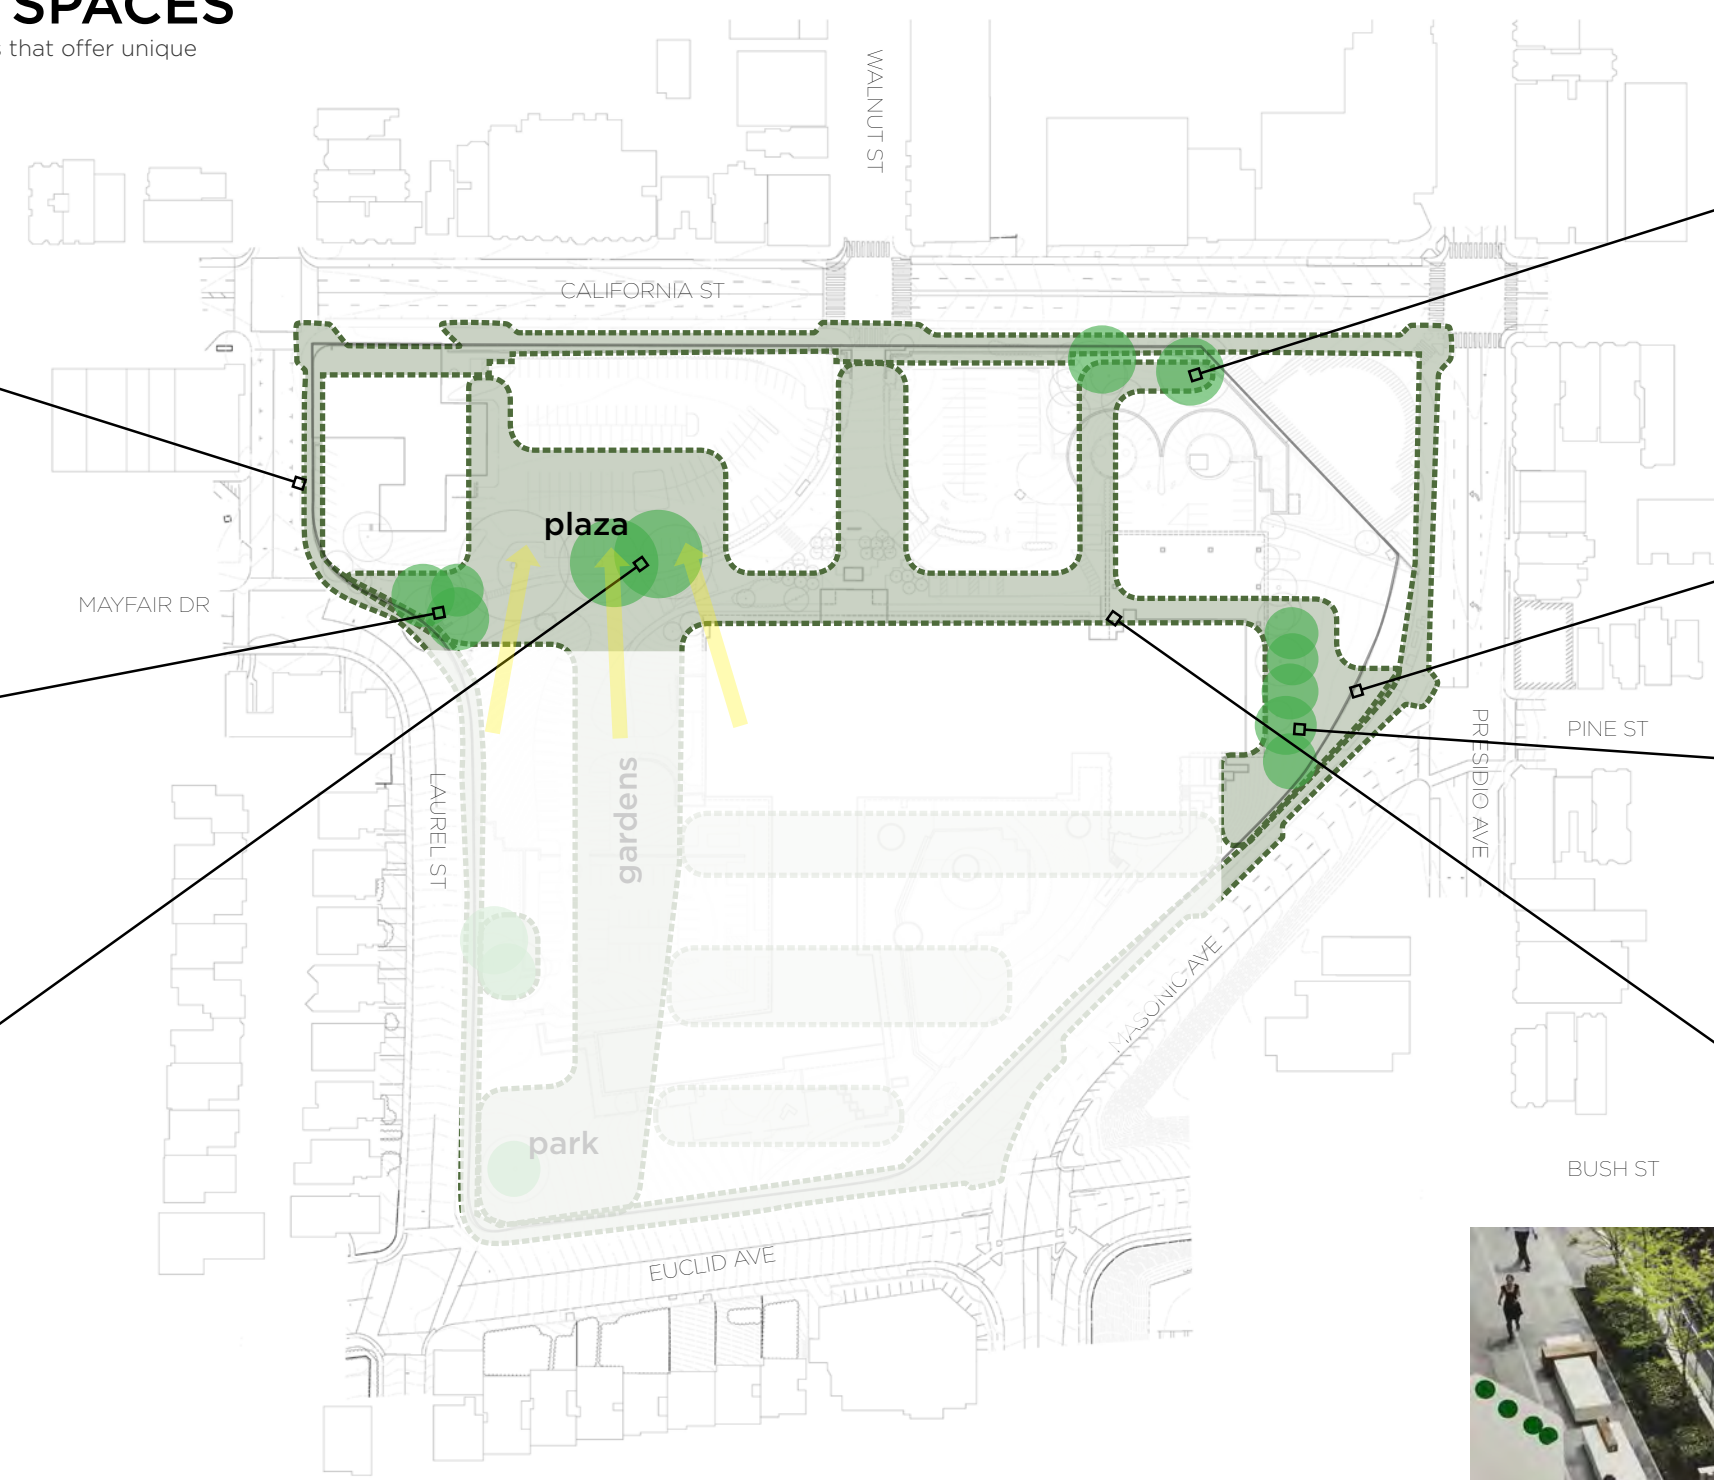 SPACES
that offer unique
WALNUT ST
CALIFORNIA ST
plaza
MAYFAIR DR
PINE ST
PRESIDIO AVE
LAUREL ST
gardens
MASONIC AVE
park
BUSH ST
EUCLID AVE